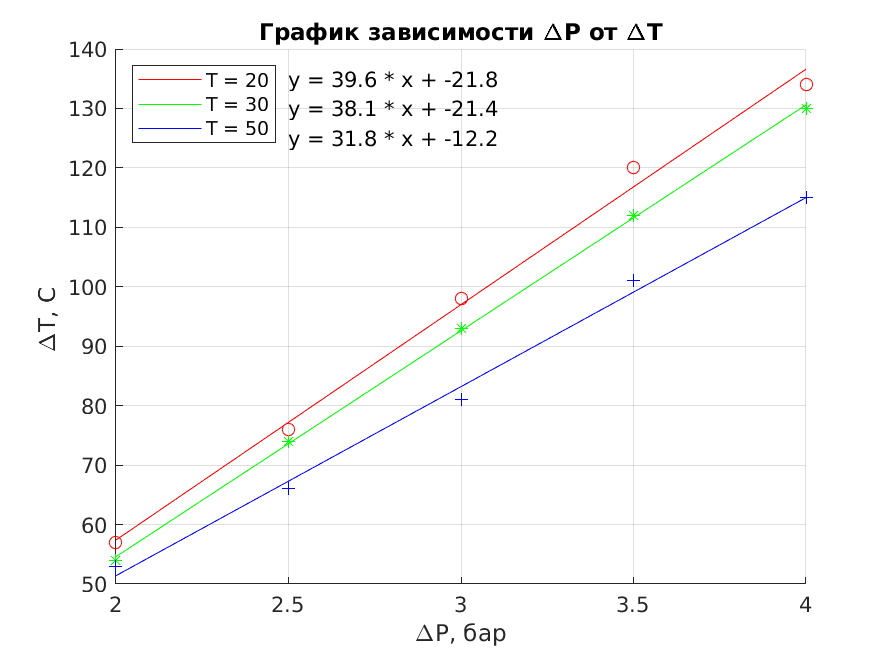 График зависимости ΔP от ΔT
T = 20
T = 30
T = 50
y = 39.6 * x + -21.8
y = 38.1 * x + -21.4
y = 31.8 * x + -12.2
140
130
120
110
100
90
80
70
60
50
ΔT, C
2
2.5
3
3.5
4
ΔP, бар